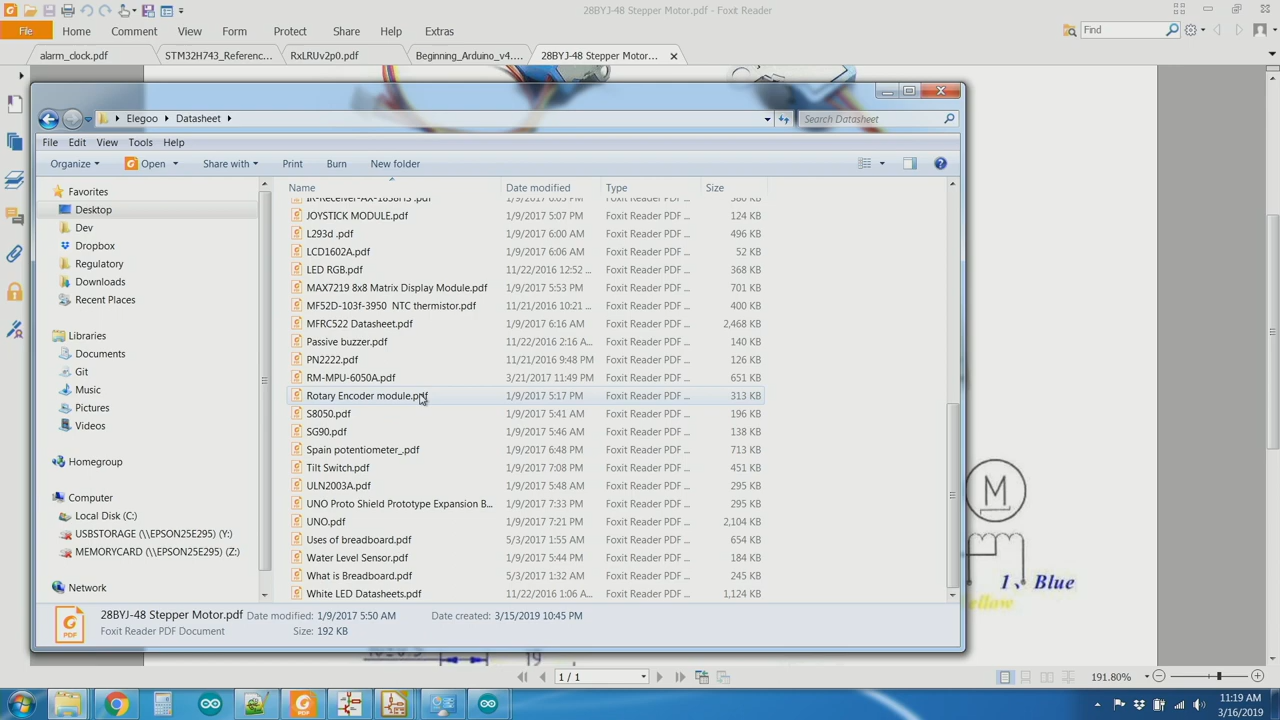 28BYJ-48 Stepper Motor.pdf - Foxit Reader
File Home Comment View Form Protect Share Help Extras Find
alarm_clock.pdf STM32H743_Referenc... RxLRUv2p0.pdf Beginning_Arduino_v4.... 28BYJ-48 Stepper Motor...
Elegoo Datasheet Search Datasheet
File Edit View Tools Help
Organize Open Share with Print Burn New folder
Favorites
Desktop
Dev
Dropbox
Regulatory
Downloads
Recent Places
Libraries
Documents
Git
Music
Pictures
Videos
Homegroup
Computer
Local Disk (C:)
USBSTORAGE (\\EPSON25E295) (Y:)
MEMORYCARD (\\EPSON25E295) (Z:)
Network
Name Date modified Type Size
JOYSTICK MODULE.pdf 1/9/2017 5:07 PM Foxit Reader PDF ... 124 KB
L293d .pdf 1/9/2017 6:00 AM Foxit Reader PDF ... 496 KB
LCD1602A.pdf 1/9/2017 6:06 AM Foxit Reader PDF ... 52 KB
LED RGB.pdf 11/22/2016 12:52 ... Foxit Reader PDF ... 368 KB
MAX7219 8x8 Matrix Display Module.pdf 1/9/2017 5:53 PM Foxit Reader PDF ... 701 KB
MF52D-103f-3950 NTC thermistor.pdf 11/21/2016 10:21 ... Foxit Reader PDF ... 400 KB
MFRC522 Datasheet.pdf 1/9/2017 6:16 AM Foxit Reader PDF ... 2,468 KB
Passive buzzer.pdf 11/22/2016 2:16 A... Foxit Reader PDF ... 140 KB
PN2222.pdf 11/21/2016 9:48 PM Foxit Reader PDF ... 126 KB
RM-MPU-6050A.pdf 3/21/2017 11:49 PM Foxit Reader PDF ... 651 KB
Rotary Encoder module.pdf 1/9/2017 5:17 PM Foxit Reader PDF ... 313 KB
S8050.pdf 1/9/2017 5:41 AM Foxit Reader PDF ... 196 KB
SG90.pdf 1/9/2017 5:46 AM Foxit Reader PDF ... 138 KB
Spain potentiometer_.pdf 1/9/2017 6:48 PM Foxit Reader PDF ... 713 KB
Tilt Switch.pdf 1/9/2017 7:08 PM Foxit Reader PDF ... 451 KB
ULN2003A.pdf 1/9/2017 5:48 AM Foxit Reader PDF ... 295 KB
UNO Proto Shield Prototype Expansion B... 1/9/2017 7:33 PM Foxit Reader PDF ... 295 KB
UNO.pdf 1/9/2017 7:21 PM Foxit Reader PDF ... 2,104 KB
Uses of breadboard.pdf 5/3/2017 1:55 AM Foxit Reader PDF ... 654 KB
Water Level Sensor.pdf 1/9/2017 5:44 PM Foxit Reader PDF ... 184 KB
What is Breadboard.pdf 5/3/2017 1:32 AM Foxit Reader PDF ... 245 KB
White LED Datasheets.pdf 11/22/2016 1:06 A... Foxit Reader PDF ... 1,124 KB
M
1 Blue
28BYJ-48 Stepper Motor.pdf Date modified: 1/9/2017 5:50 AM Date created: 3/15/2019 10:45 PM
Foxit Reader PDF Document Size: 192 KB
19
1 / 1 191.80%
11:19 AM
3/16/2019